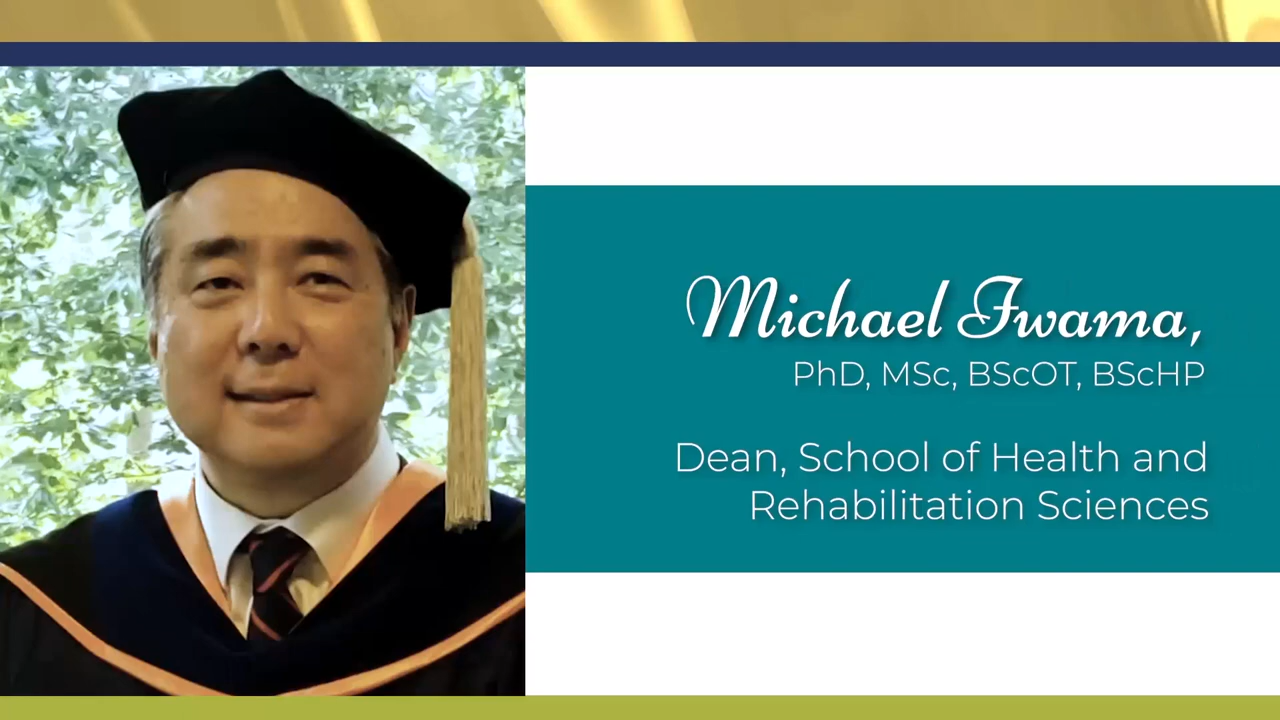 Michael Iwama,
PhD, MSc, BScOT, BScHP
Dean, School of Health and
Rehabilitation Sciences